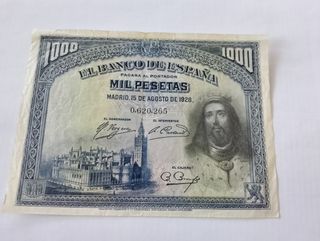 1000 1000
EL BANCO DE ESPAÑA
PAGARÁ AL PORTADOR
MIL PESETAS
MADRID, 15 DE AGOSTO DE 1928.
0,620,265
EL GOBERNADOR EL INTERVENTOR
EL CAJERO